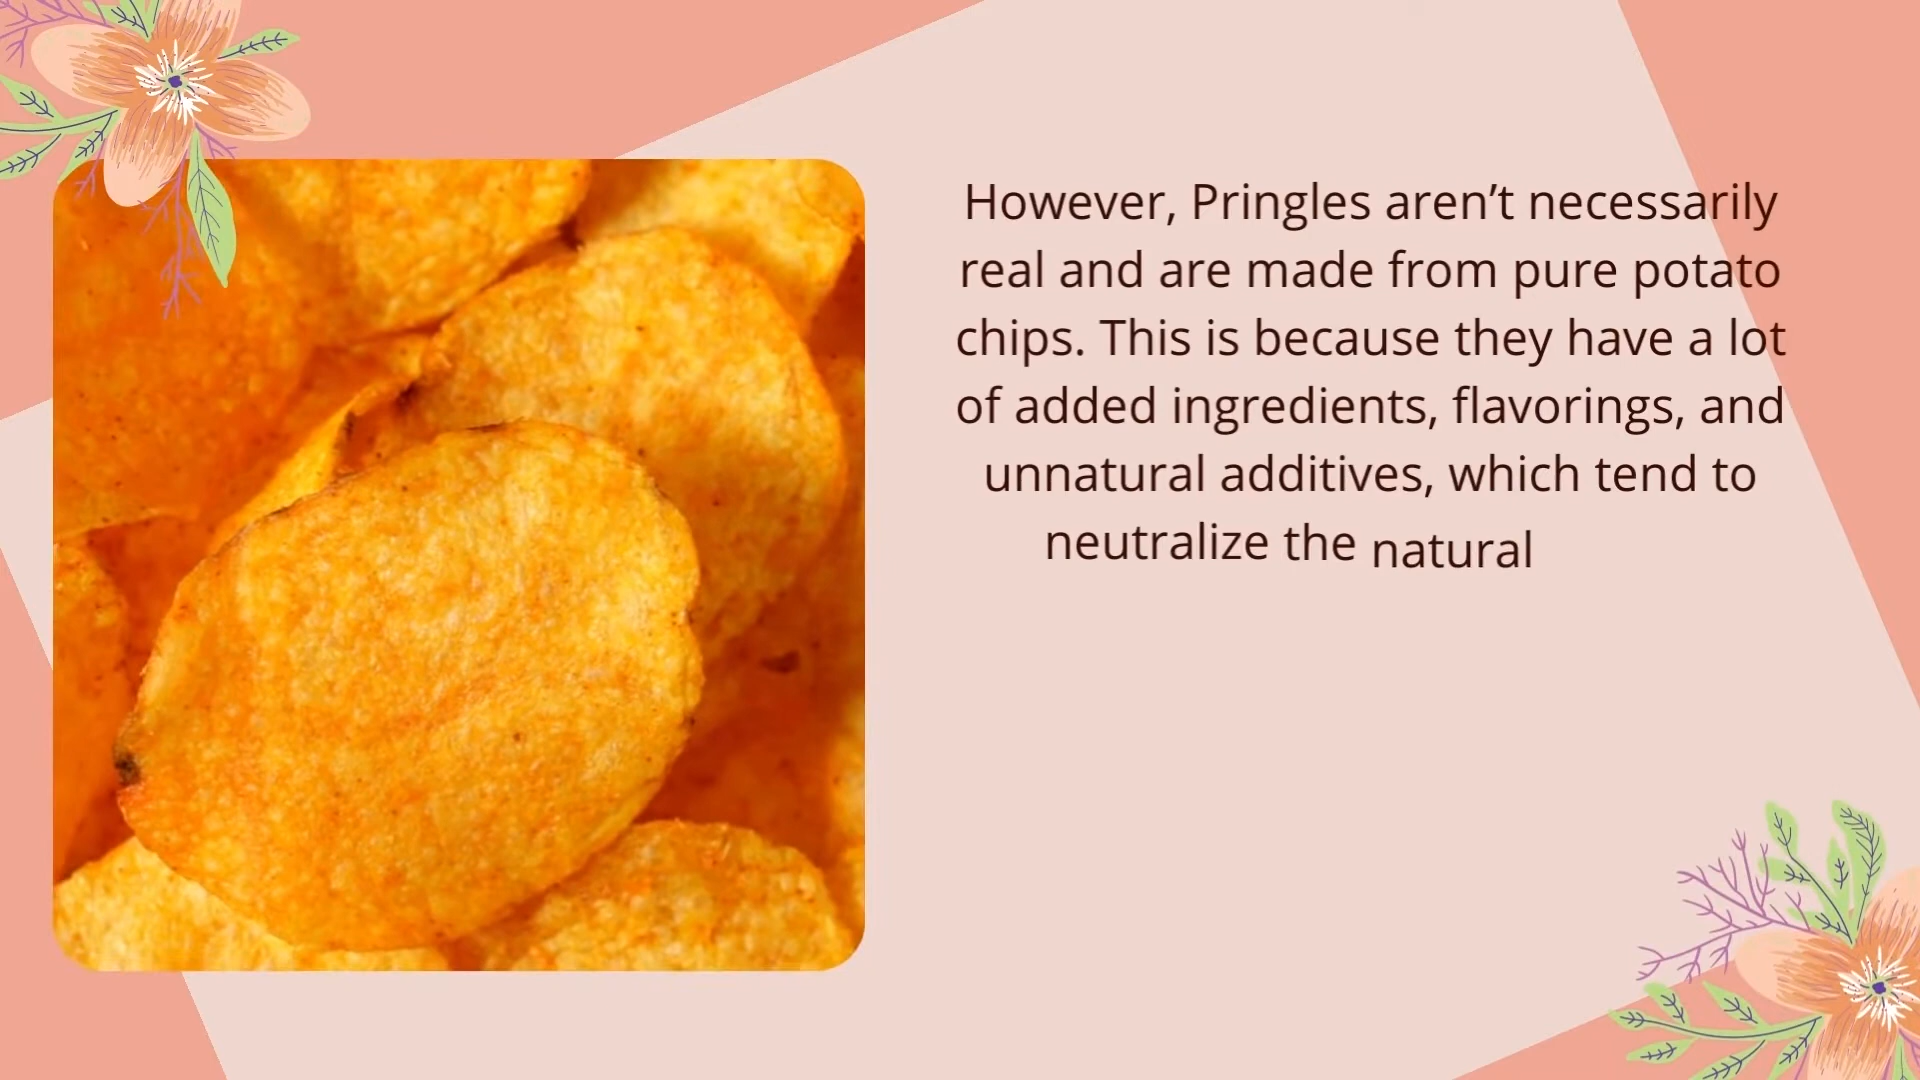 However, Pringles aren’t necessarily
real and are made from pure potato
chips. This is because they have a lot
of added ingredients, flavorings, and
unnatural additives, which tend to
neutralize the natural